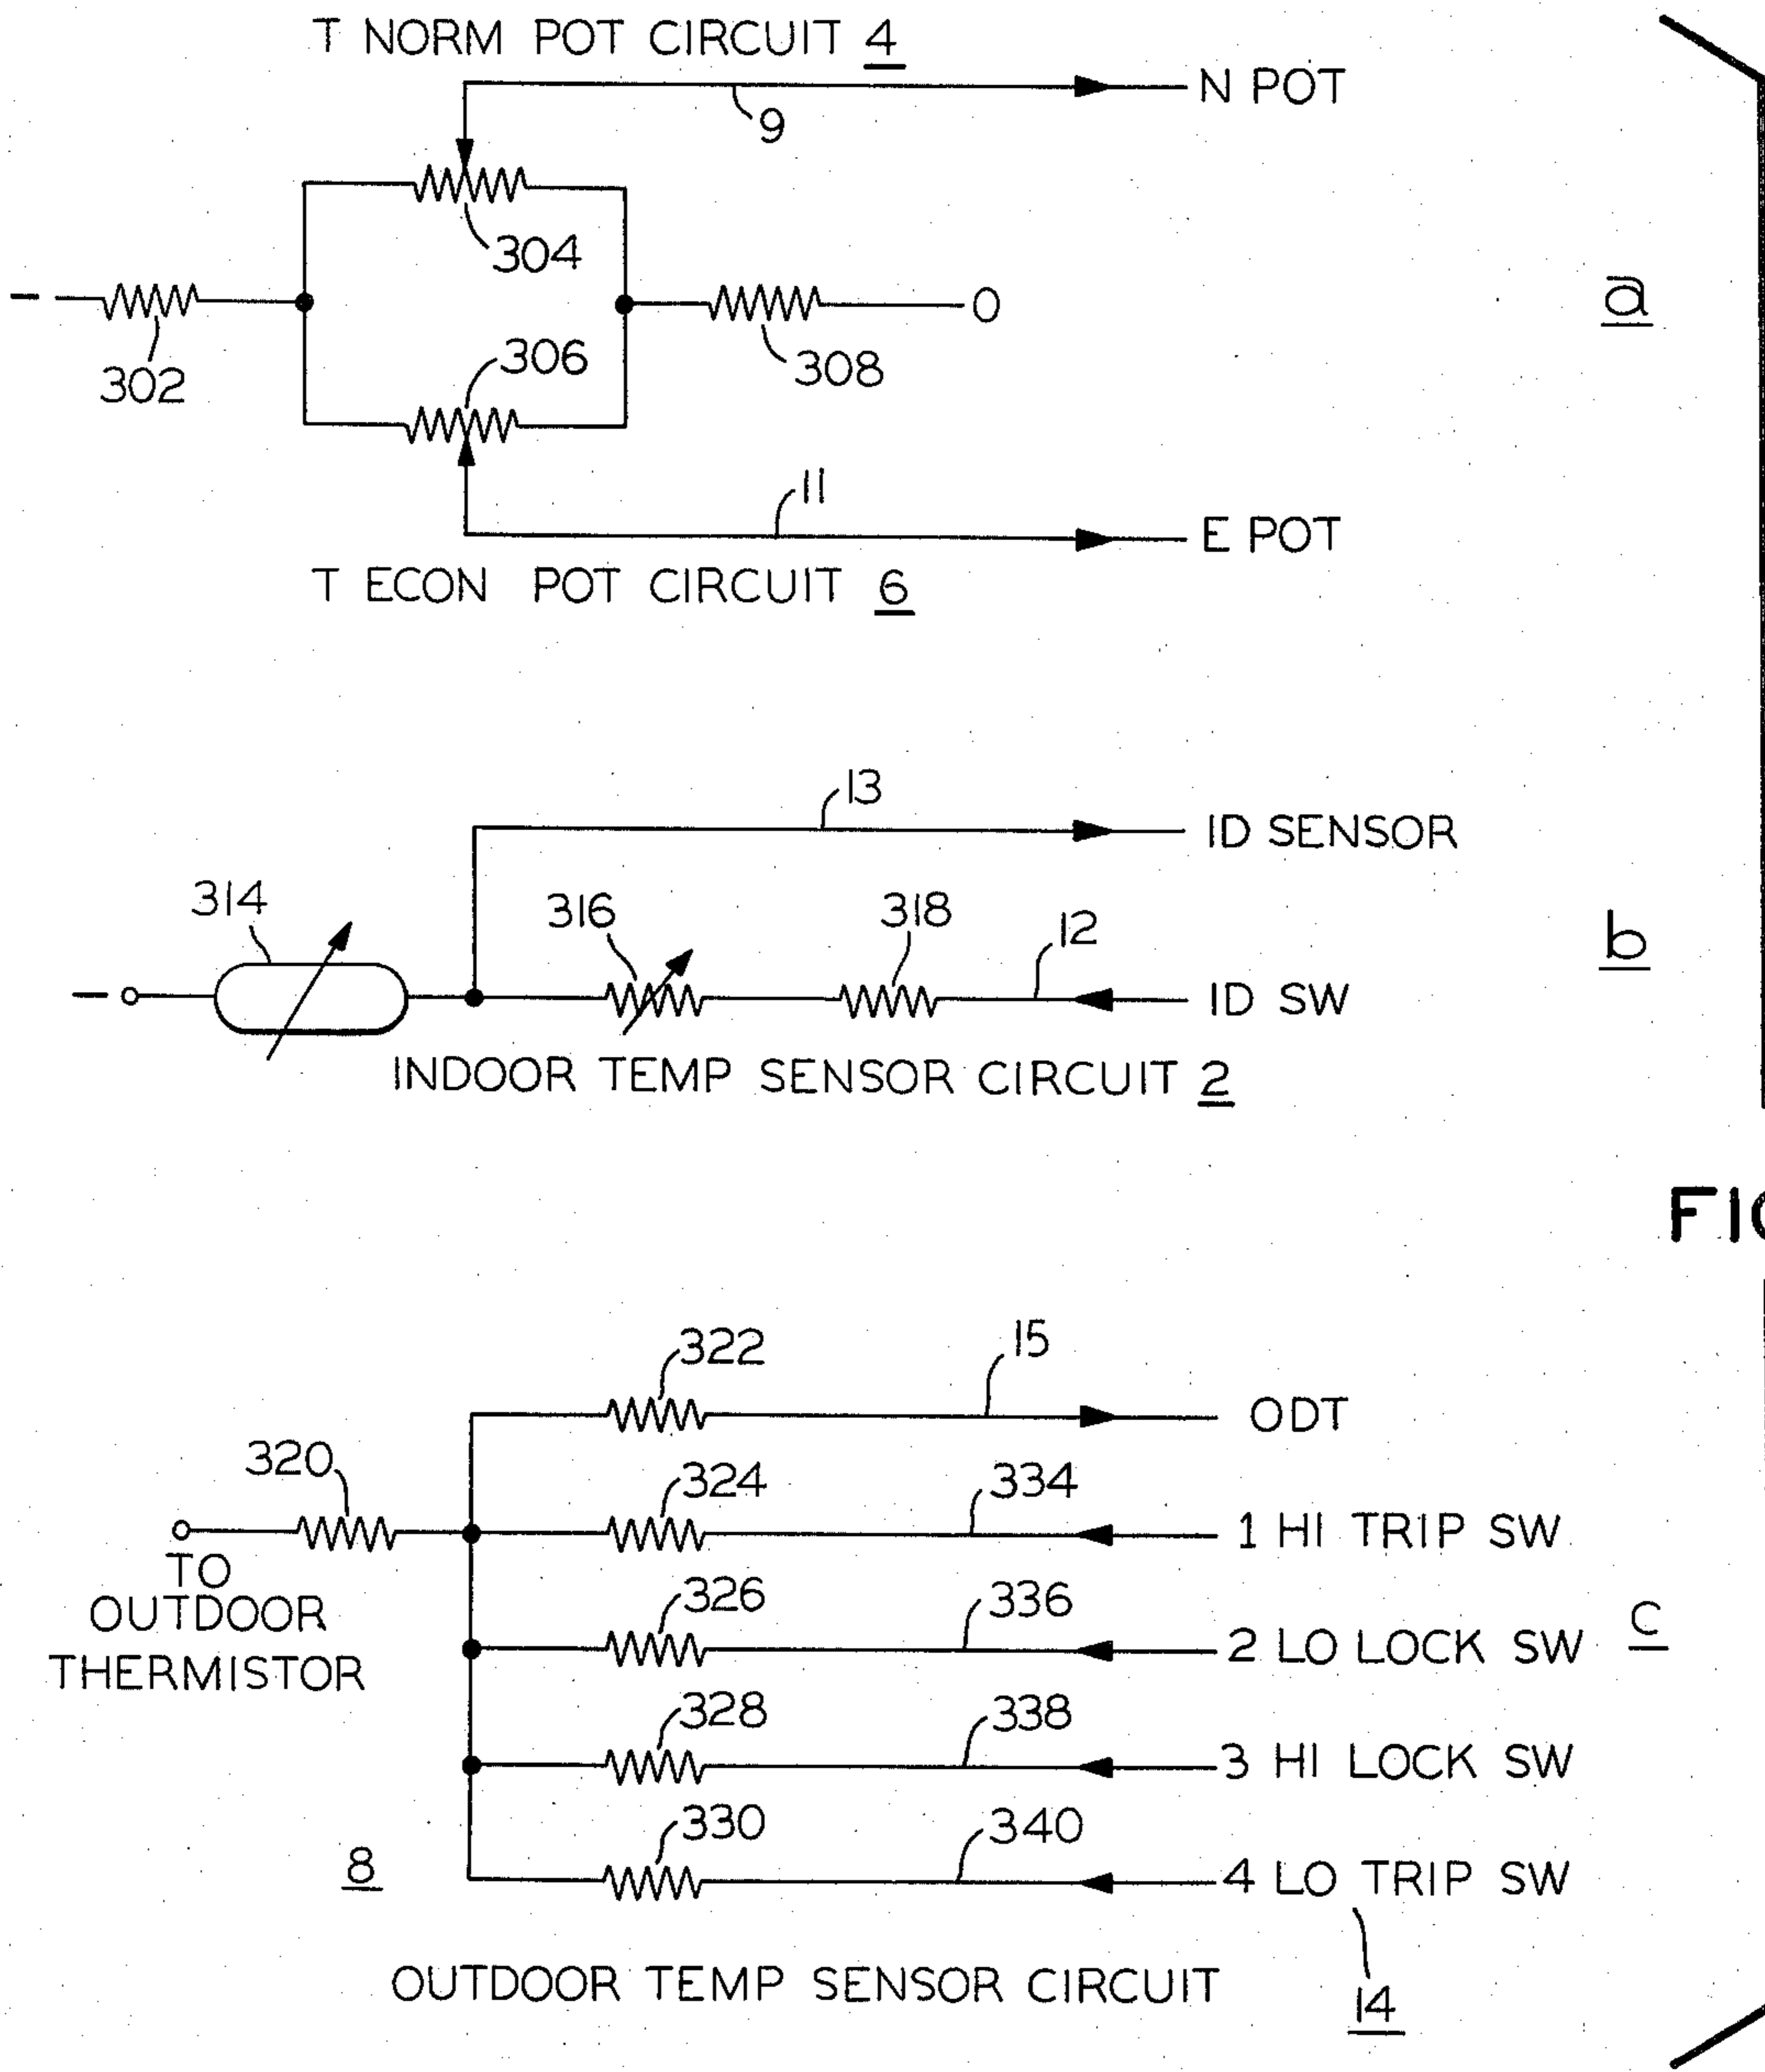 T NORM POT CIRCUIT 4
N POT
9
304
-
O
a
302
306
308
11
E POT
T ECON POT CIRCUIT 6
13
ID SENSOR
314
316
318
12
b
-
ID SW
INDOOR TEMP SENSOR CIRCUIT 2
FIG
322
15
ODT
320
324
334
1 HI TRIP SW
TO
OUTDOOR
THERMISTOR
326
336
2 LO LOCK SW
c
328
338
3 HI LOCK SW
330
340
8
4 LO TRIP SW
OUTDOOR TEMP SENSOR CIRCUIT
14